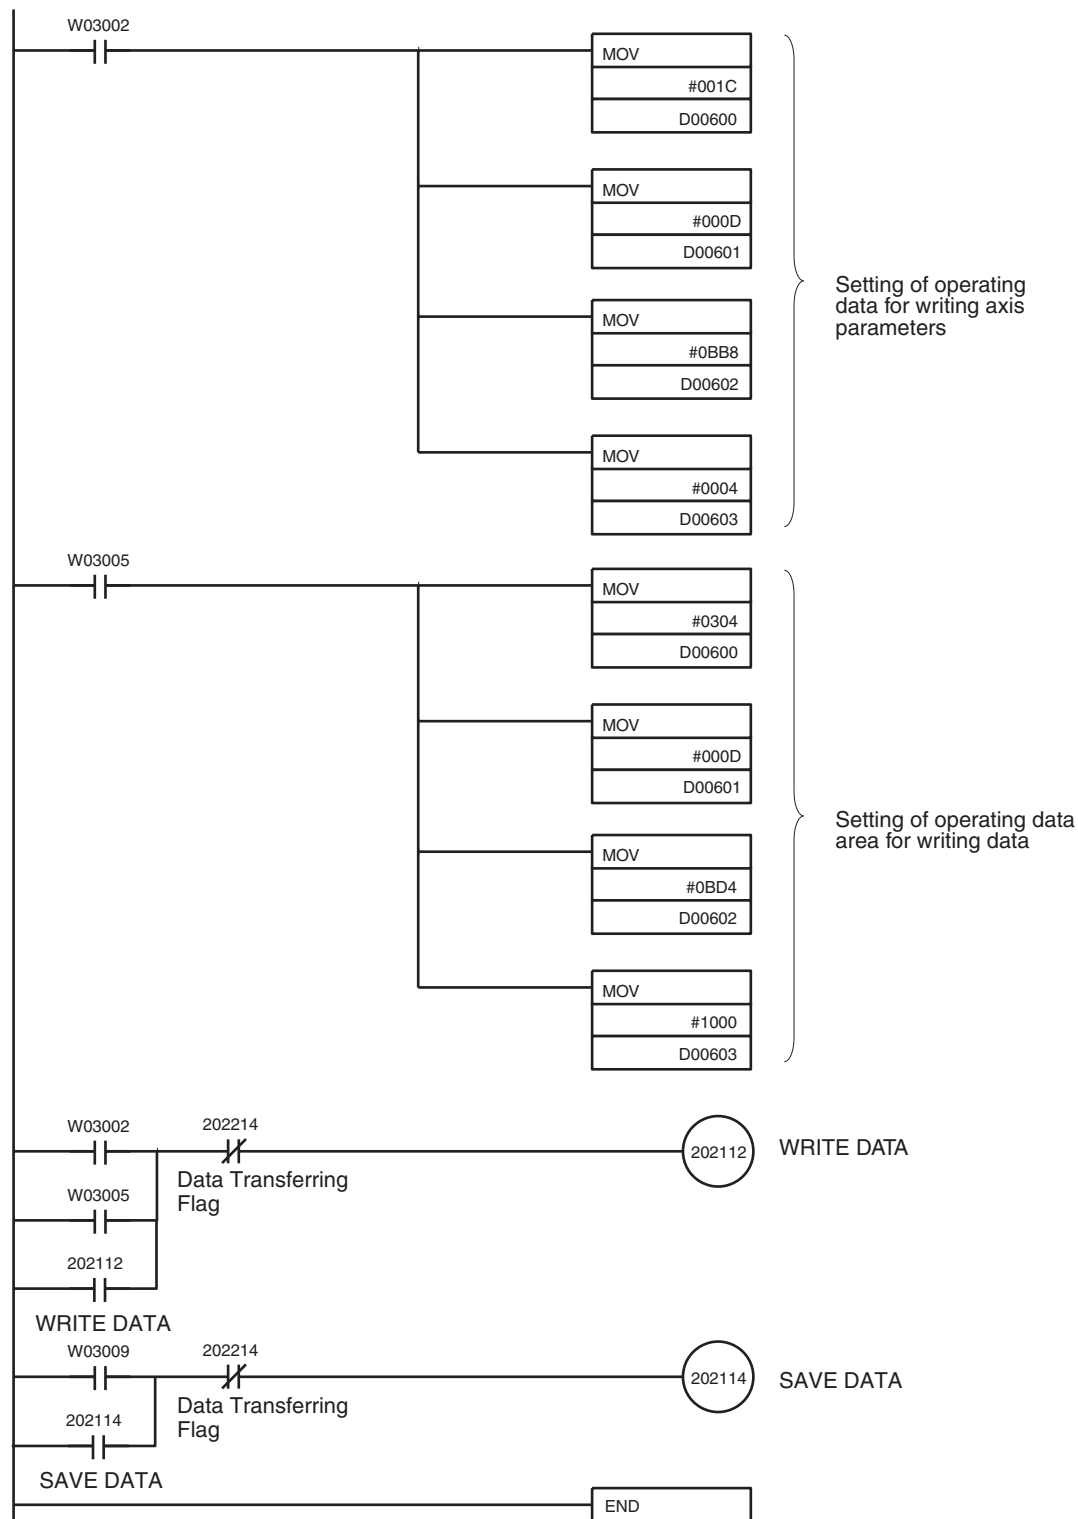 W03002
MOV
#001C
D00600
MOV
#000D
D00601
MOV
#0BB8
D00602
MOV
#0004
D00603
Setting of operating
data for writing axis
parameters
W03005
MOV
#0304
D00600
MOV
#000D
D00601
MOV
#0BD4
D00602
MOV
#1000
D00603
Setting of operating data
area for writing data
W03002
202214
202112
WRITE DATA
Data Transferring
Flag
W03005
202112
WRITE DATA
W03009
202214
202114
SAVE DATA
Data Transferring
Flag
202114
SAVE DATA
END